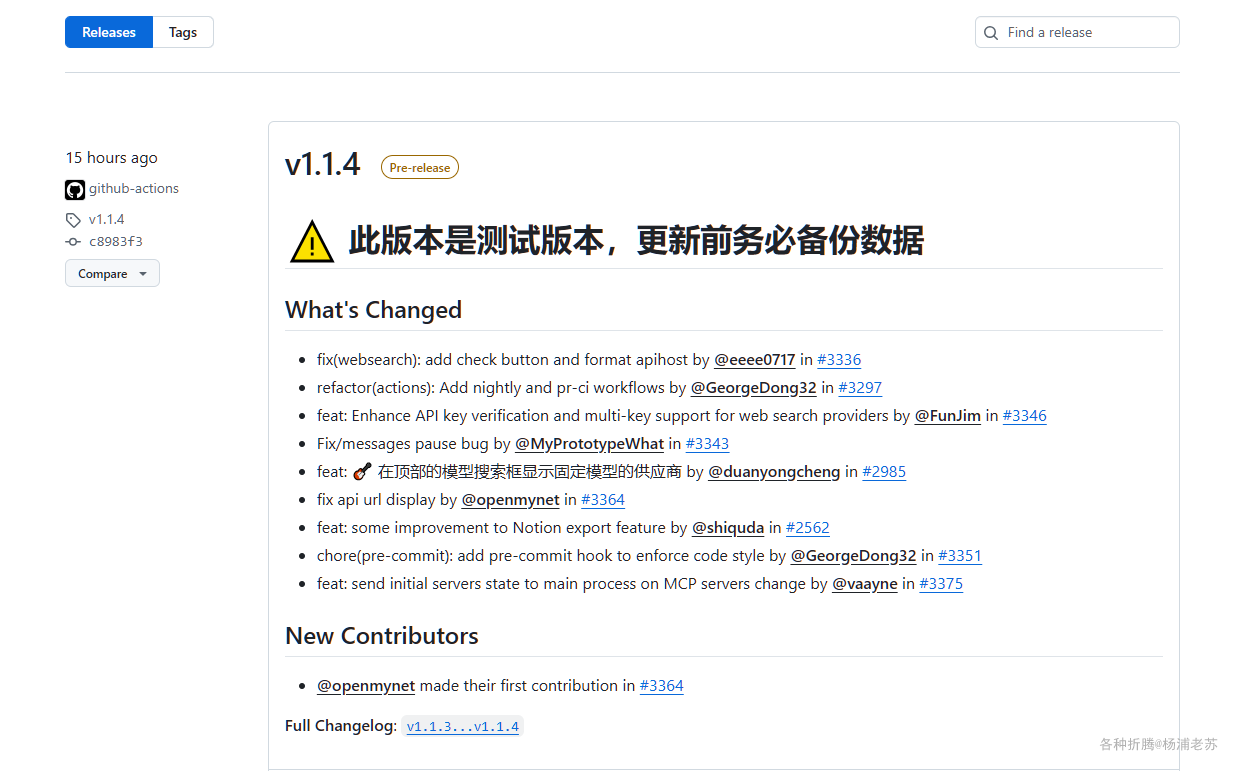 Releases Tags Find a release
15 hours ago
github-actions
v1.1.4
c8983f3
Compare
v1.1.4 Pre-release
此版本是测试版本，更新前务必备份数据
What's Changed
fix(websearch): add check button and format apihost by @eeee0717 in #3336
refactor(actions): Add nightly and pr-ci workflows by @GeorgeDong32 in #3297
feat: Enhance API key verification and multi-key support for web search providers by @FunJim in #3346
Fix/messages pause bug by @MyPrototypeWhat in #3343
feat: 🎸 在顶部的模型搜索框显示固定模型的供应商 by @duanyongcheng in #2985
fix api url display by @openmynet in #3364
feat: some improvement to Notion export feature by @shiquda in #2562
chore(pre-commit): add pre-commit hook to enforce code style by @GeorgeDong32 in #3351
feat: send initial servers state to main process on MCP servers change by @vaayne in #3375
New Contributors
@openmynet made their first contribution in #3364
Full Changelog: v1.1.3...v1.1.4
各种折腾@杨浦老苏